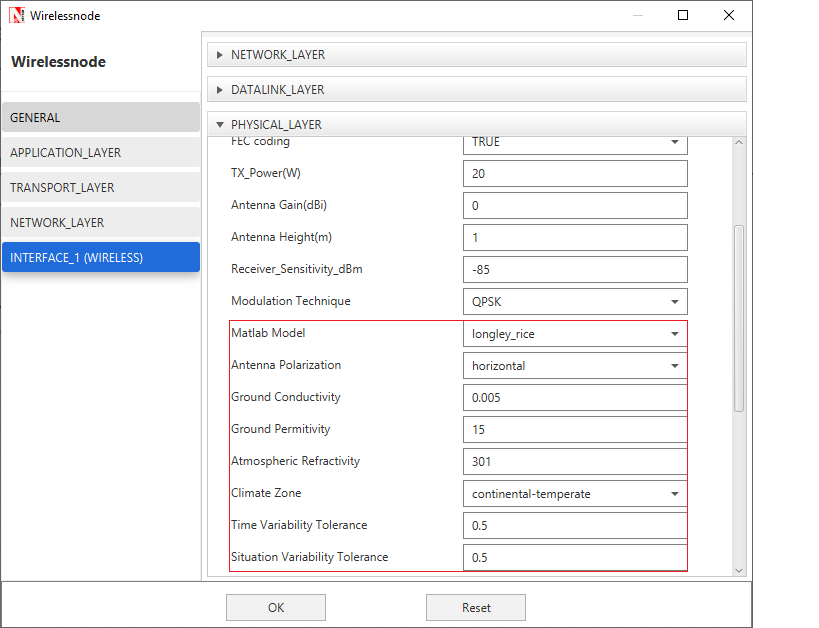 Wirelessnode
Wirelessnode
GENERAL
APPLICATION_LAYER
TRANSPORT_LAYER
NETWORK_LAYER
INTERFACE_1 (WIRELESS)
NETWORK_LAYER
DATALINK_LAYER
PHYSICAL_LAYER
FEC coding TRUE
TX_Power(W) 20
Antenna Gain(dBi) 0
Antenna Height(m) 1
Receiver_Sensitivity_dBm -85
Modulation Technique QPSK
Matlab Model longley_rice
Antenna Polarization horizontal
Ground Conductivity 0.005
Ground Permitivity 15
Atmospheric Refractivity 301
Climate Zone continental-temperate
Time Variability Tolerance 0.5
Situation Variability Tolerance 0.5
OK Reset